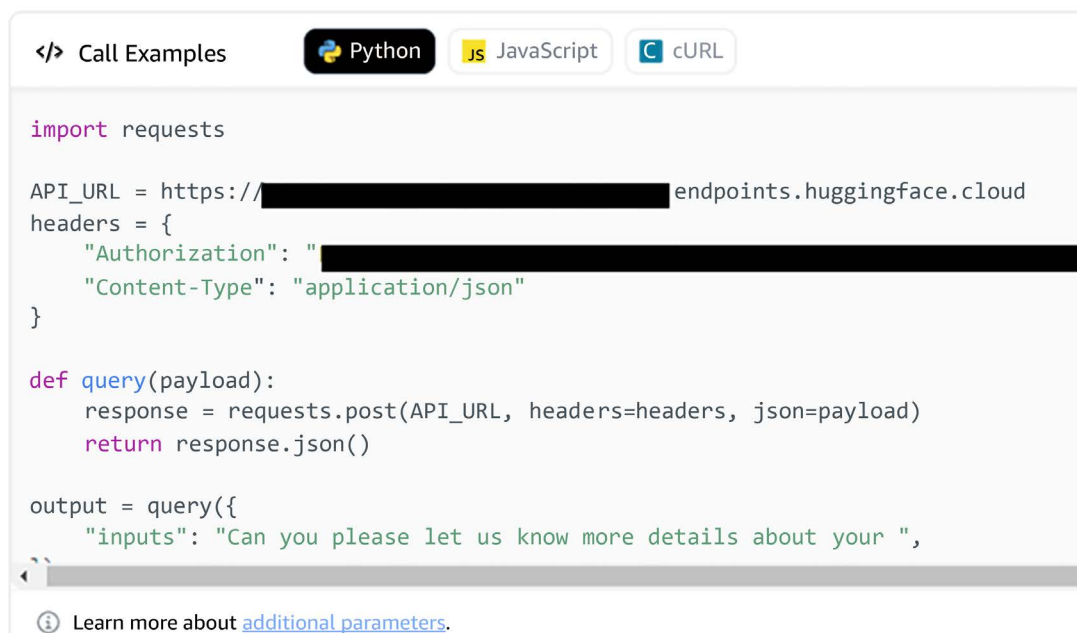 </> Call Examples Python JS JavaScript C cURL
import requests
API_URL = https:// endpoints.huggingface.cloud
headers = {
"Authorization": "
"Content-Type": "application/json"
}
def query(payload):
response = requests.post(API_URL, headers=headers, json=payload)
return response.json()
output = query({
"inputs": "Can you please let us know more details about your ",
Learn more about additional parameters.